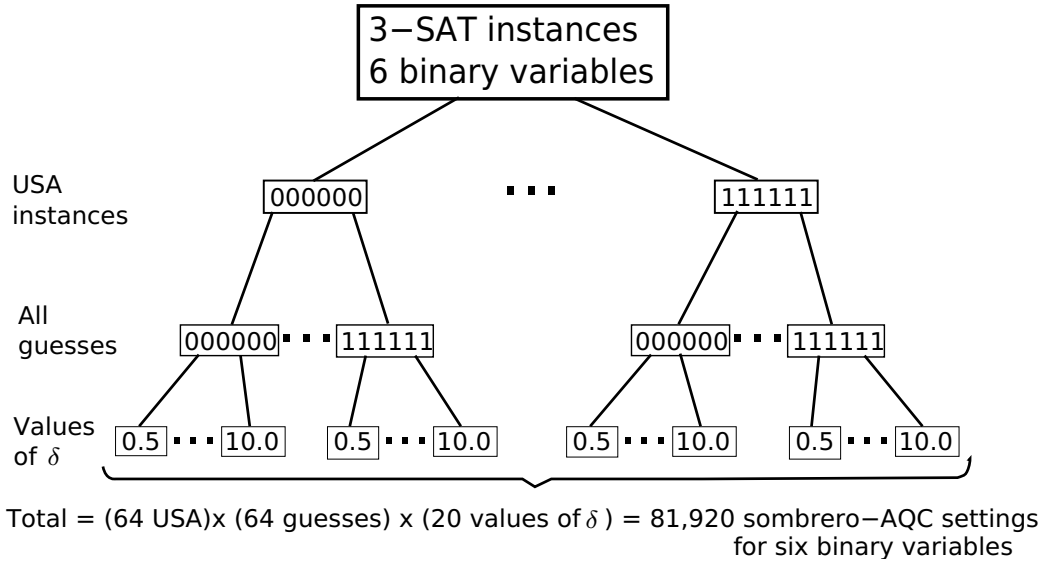 3−SAT instances
6 binary variables
USA
instances
000000 ▪▪▪ 111111
All
guesses
000000 ▪▪▪ 111111 000000 ▪▪▪ 111111
Values
of δ
0.5 ▪▪▪ 10.0 0.5 ▪▪▪ 10.0 0.5 ▪▪▪ 10.0 0.5 ▪▪▪ 10.0
Total = (64 USA)x (64 guesses) x (20 values of δ ) = 81,920 sombrero−AQC settings
for six binary variables